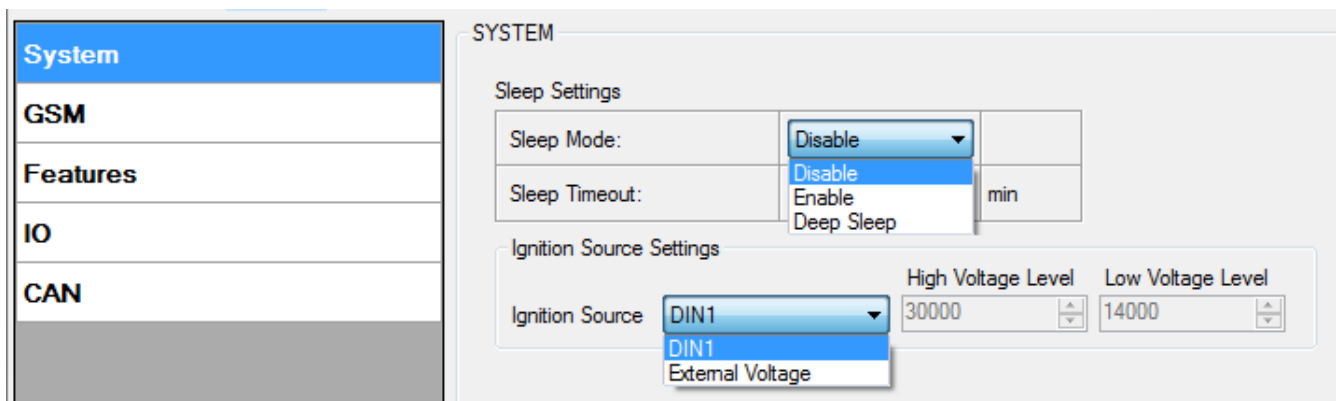 System
GSM
Features
IO
CAN
SYSTEM
Sleep Settings
Sleep Mode: Disable
Disable
Enable
Deep Sleep
Sleep Timeout: min
Ignition Source Settings
High Voltage Level Low Voltage Level
Ignition Source DIN1 30000 14000
DIN1
External Voltage